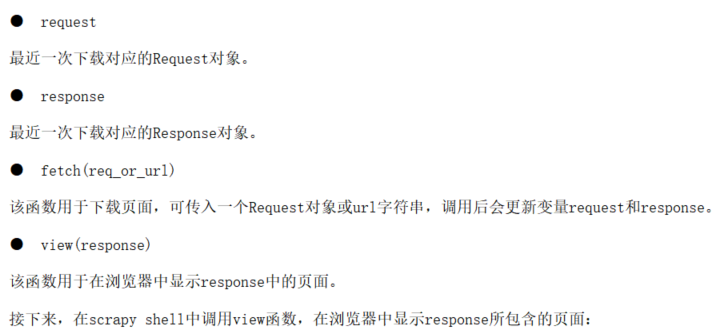 ● request
最近一次下载对应的Request对象。
● response
最近一次下载对应的Response对象。
● fetch(req_or_url)
该函数用于下载页面，可传入一个Request对象或url字符串，调用后会更新变量request和response。
● view(response)
该函数用于在浏览器中显示response中的页面。
接下来，在scrapy shell中调用view函数，在浏览器中显示response所包含的页面：